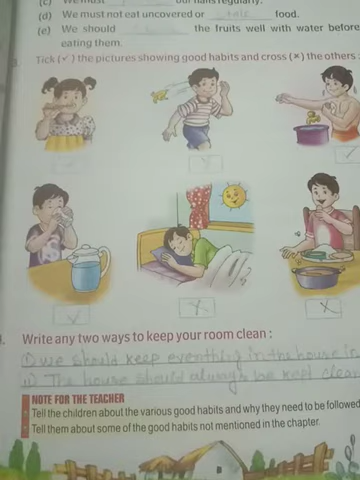 (c) We must our nails regularly.
(d) We must not eat uncovered or stale food.
(e) We should the fruits well with water before
eating them.
3. Tick (✓) the pictures showing good habits and cross (×) the others :
Write any two ways to keep your room clean :
① We should keep everything in the house in
ii) The house should always be kept clean
NOTE FOR THE TEACHER
Tell the children about the various good habits and why they need to be followed
Tell them about some of the good habits not mentioned in the chapter.